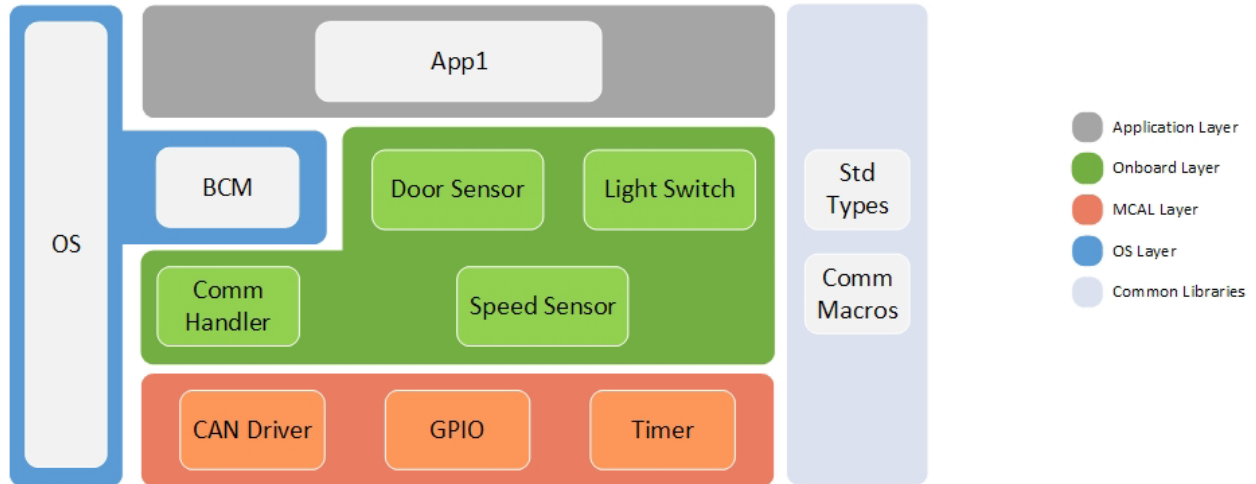 App1
OS
BCM
Door Sensor
Light Switch
Comm
Handler
Speed Sensor
CAN Driver
GPIO
Timer
Std
Types
Comm
Macros
Application Layer
Onboard Layer
MCAL Layer
OS Layer
Common Libraries